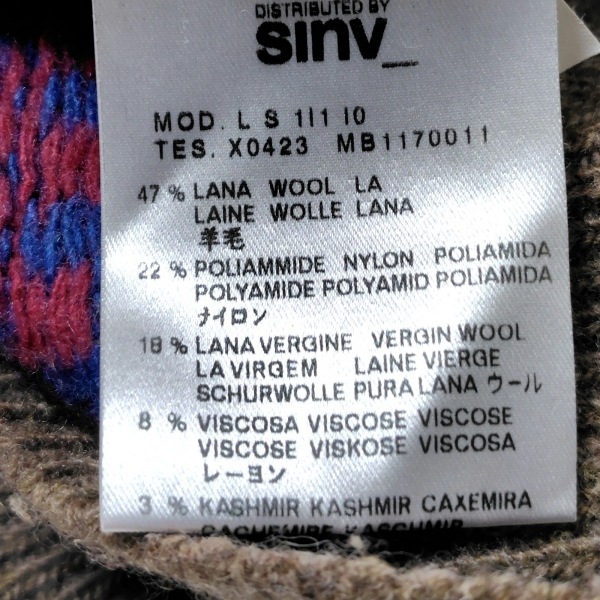 DISTRIBUTED BY
sinv_
MOD. L S 111 10
TES. X0423 MB1170011
47 % LANA WOOL LA
LAINE WOLLE LANA
羊毛
22 % POLIAMMIDE NYLON POLIAMIDA
POLYAMIDE POLYAMID POLIAMIDA
ナイロン
18 % LANA VERGINE VERGIN WOOL
LA VIRGEM LAINE VIERGE
SCHURWOLLE PURA LANA ウール
8 % VISCOSA VISCOSE VISCOSE
VISCOSE VISKOSE VISCOSA
レーヨン
3 % KASHMIR KASHMIR CAXEMIRA
CACHEMIRE KASCHMIR